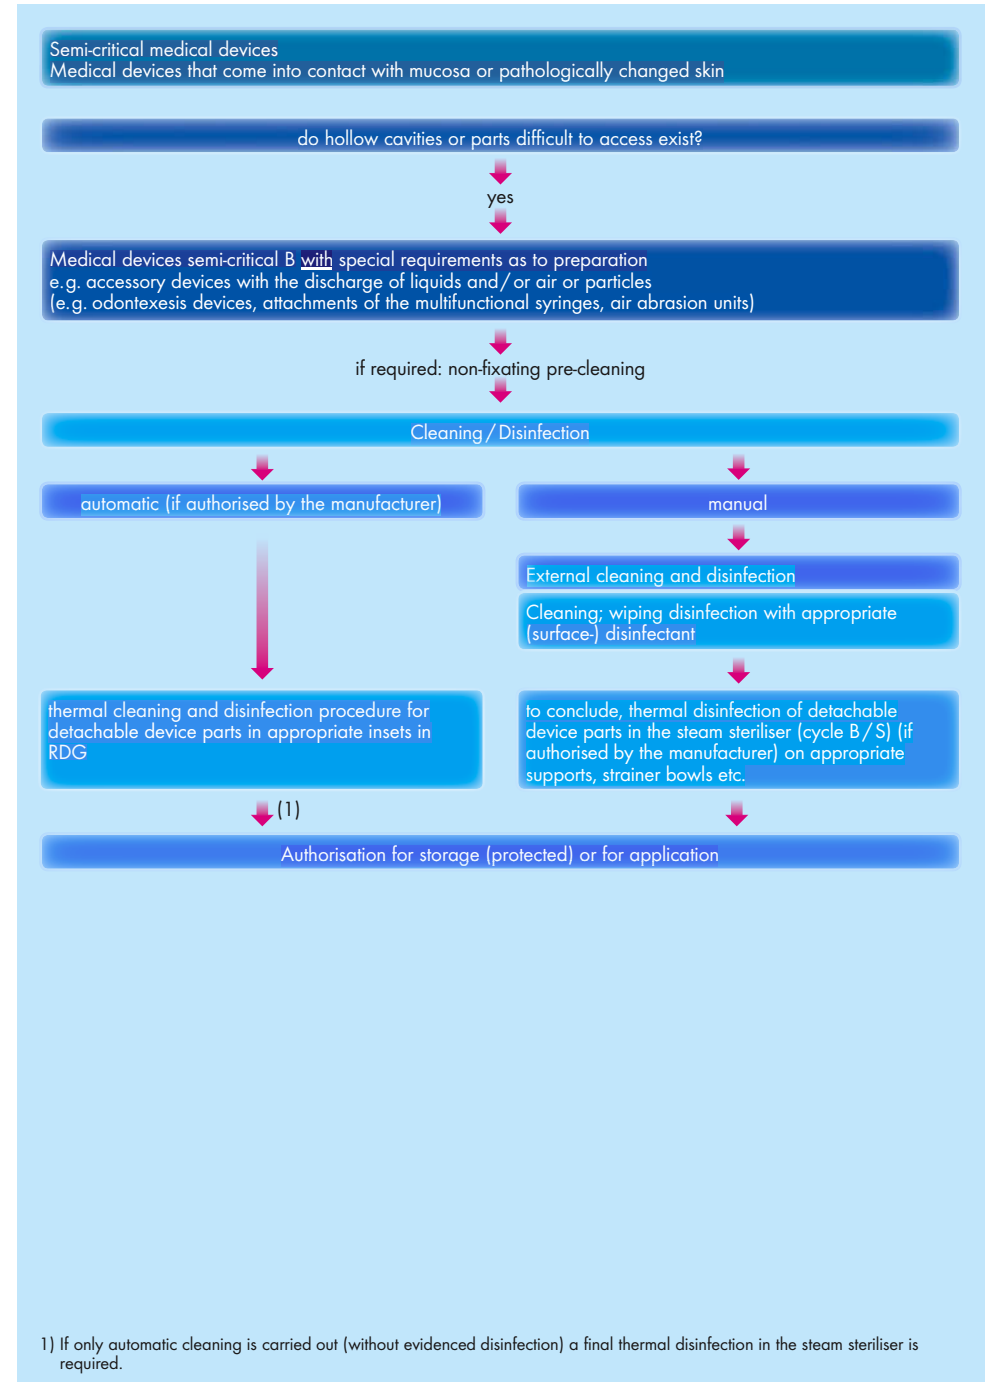 Semi-critical medical devices
Medical devices that come into contact with mucosa or pathologically changed skin
do hollow cavities or parts difficult to access exist?
yes
Medical devices semi-critical B with special requirements as to preparation
e.g. accessory devices with the discharge of liquids and/or air or particles
(e.g. odontexesis devices, attachments of the multifunctional syringes, air abrasion units)
if required: non-fixating pre-cleaning
Cleaning/Disinfection
automatic (if authorised by the manufacturer)
manual
External cleaning and disinfection
Cleaning; wiping disinfection with appropriate
(surface-) disinfectant
thermal cleaning and disinfection procedure for
detachable device parts in appropriate insets in
RDG
to conclude, thermal disinfection of detachable
device parts in the steam steriliser (cycle B/S) (if
authorised by the manufacturer) on appropriate
supports, strainer bowls etc.
(1)
Authorisation for storage (protected) or for application
1) If only automatic cleaning is carried out (without evidenced disinfection) a final thermal disinfection in the steam steriliser is
required.